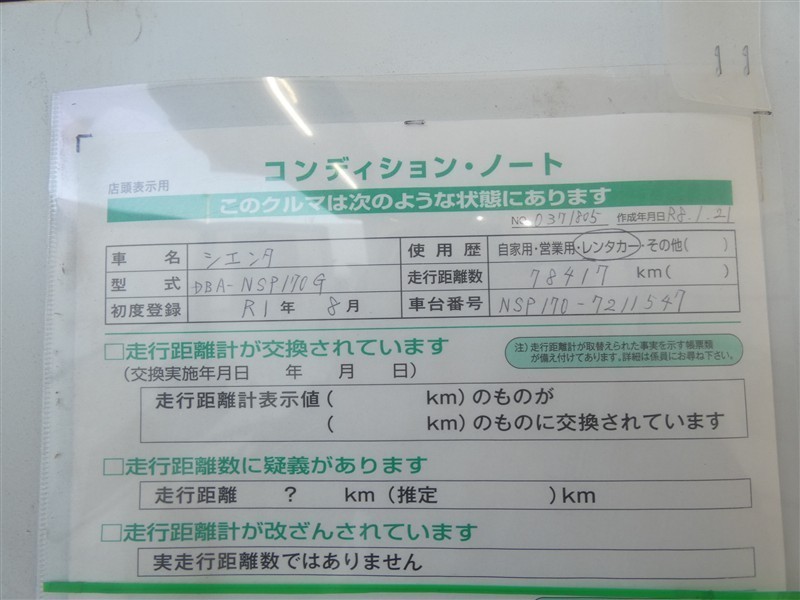 コンディション・ノート
店頭表示用
このクルマは次のような状態にあります
NO. 0371805 作成年月日 R8.1.21
車名 シエンタ 使用歴 自家用・営業用・レンタカー・その他( )
型式 DBA-NSP170G 走行距離数 78417 km( )
初度登録 R1年 8月 車台番号 NSP170-7211547
□走行距離計が交換されています
注)走行距離計が取替えられた事実を示す帳票類
が備え付けてあります。詳細は係員にお尋ね下さい。
(交換実施年月日 年 月 日)
走行距離計表示値( km)のものが
( km)のものに交換されています
□走行距離数に疑義があります
走行距離 ? km(推定 )km
□走行距離計が改ざんされています
実走行距離数ではありません